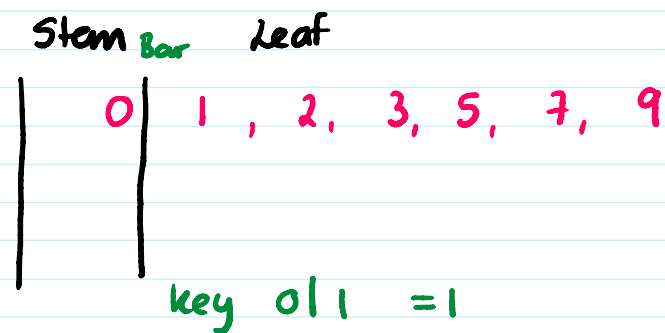 Stem Bar Leaf
0 | 1, 2, 3, 5, 7, 9
key 0|1 = 1